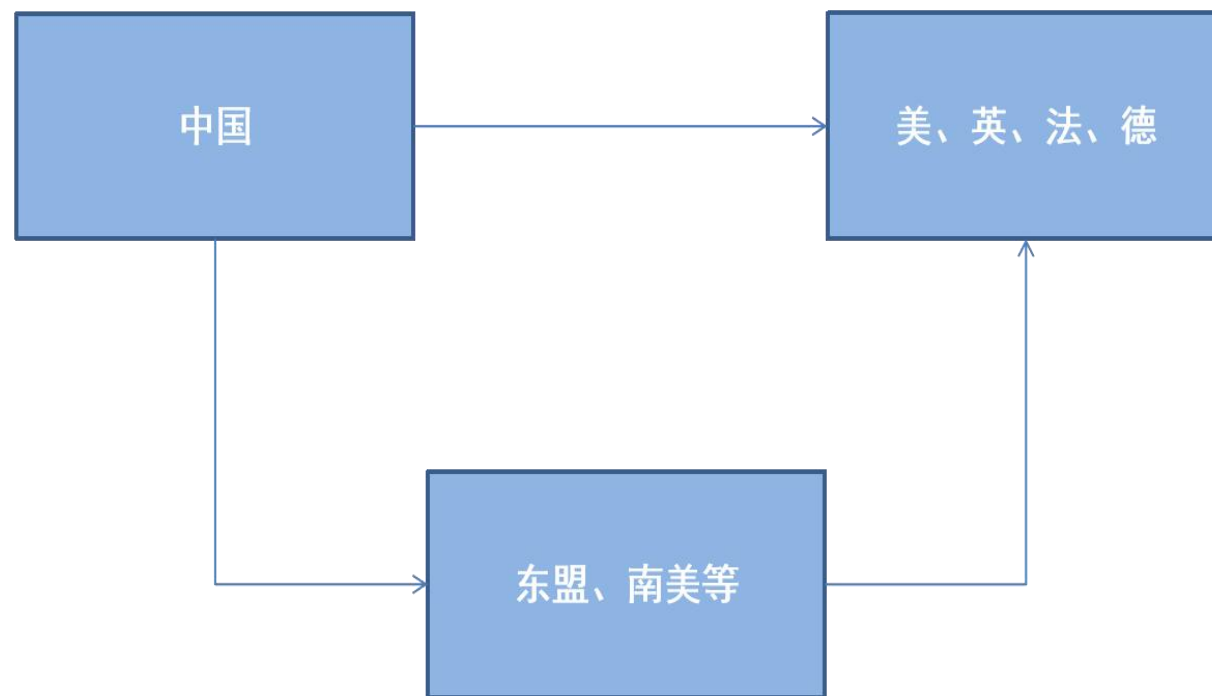 中国
美、英、法、德
东盟、南美等